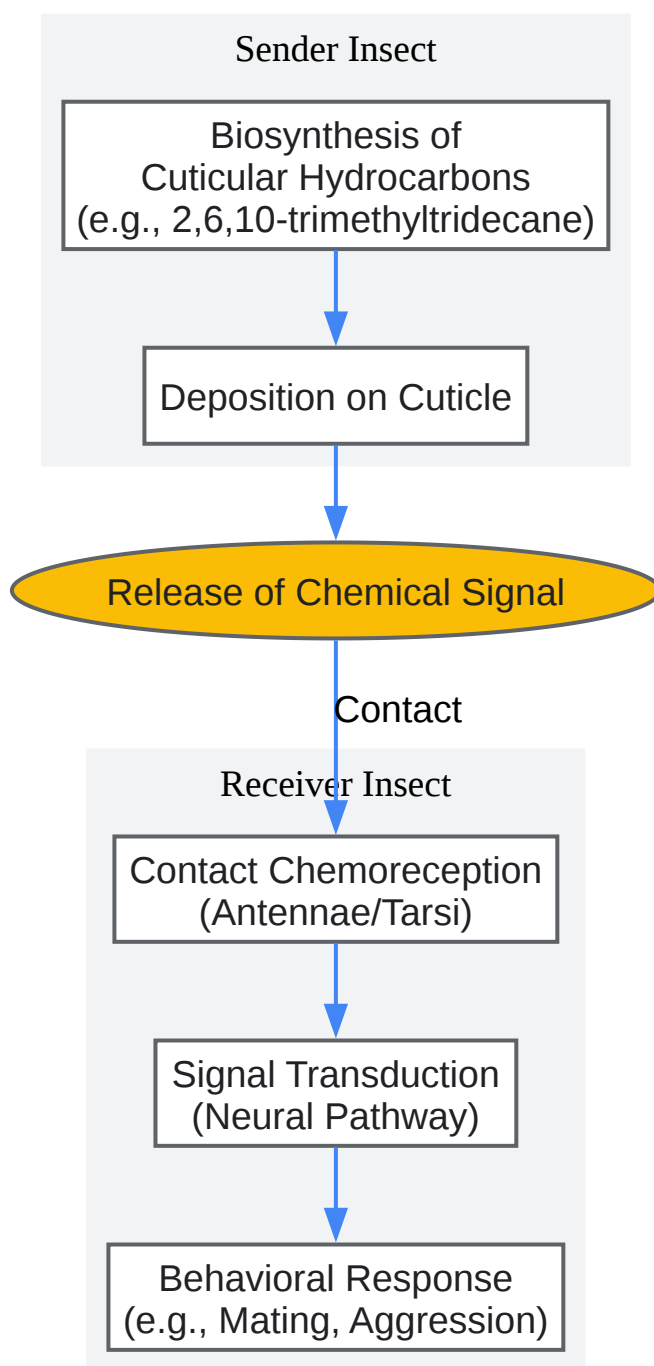 Sender Insect
Biosynthesis of
Cuticular Hydrocarbons
(e.g., 2,6,10-trimethyltridecane)
Deposition on Cuticle
Release of Chemical Signal
Contact
Receiver Insect
Contact Chemoreception
(Antennae/Tarsi)
Signal Transduction
(Neural Pathway)
Behavioral Response
(e.g., Mating, Aggression)